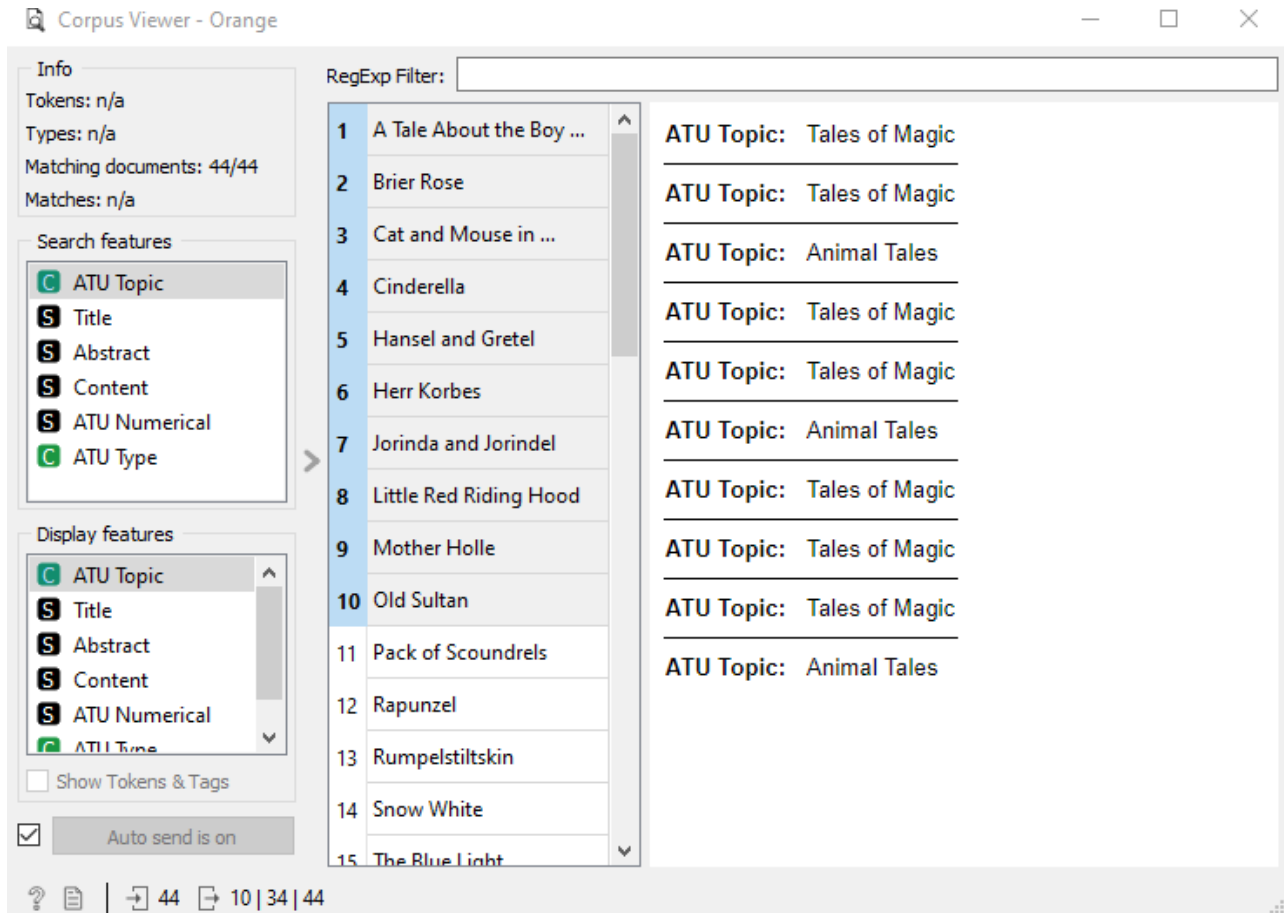 Corpus Viewer - Orange
Info
Tokens: n/a
Types: n/a
Matching documents: 44/44
Matches: n/a
Search features
C ATU Topic
S Title
S Abstract
S Content
S ATU Numerical
C ATU Type
Display features
C ATU Topic
S Title
S Abstract
S Content
S ATU Numerical
C ATU Type
Show Tokens & Tags
Auto send is on
RegExp Filter:
1 A Tale About the Boy ...
2 Brier Rose
3 Cat and Mouse in ...
4 Cinderella
5 Hansel and Gretel
6 Herr Korbes
7 Jorinda and Jorindel
8 Little Red Riding Hood
9 Mother Holle
10 Old Sultan
11 Pack of Scoundrels
12 Rapunzel
13 Rumpelstiltskin
14 Snow White
15 The Blue Light
ATU Topic: Tales of Magic
ATU Topic: Tales of Magic
ATU Topic: Animal Tales
ATU Topic: Tales of Magic
ATU Topic: Tales of Magic
ATU Topic: Animal Tales
ATU Topic: Tales of Magic
ATU Topic: Tales of Magic
ATU Topic: Tales of Magic
ATU Topic: Animal Tales
? 44 10 | 34 | 44